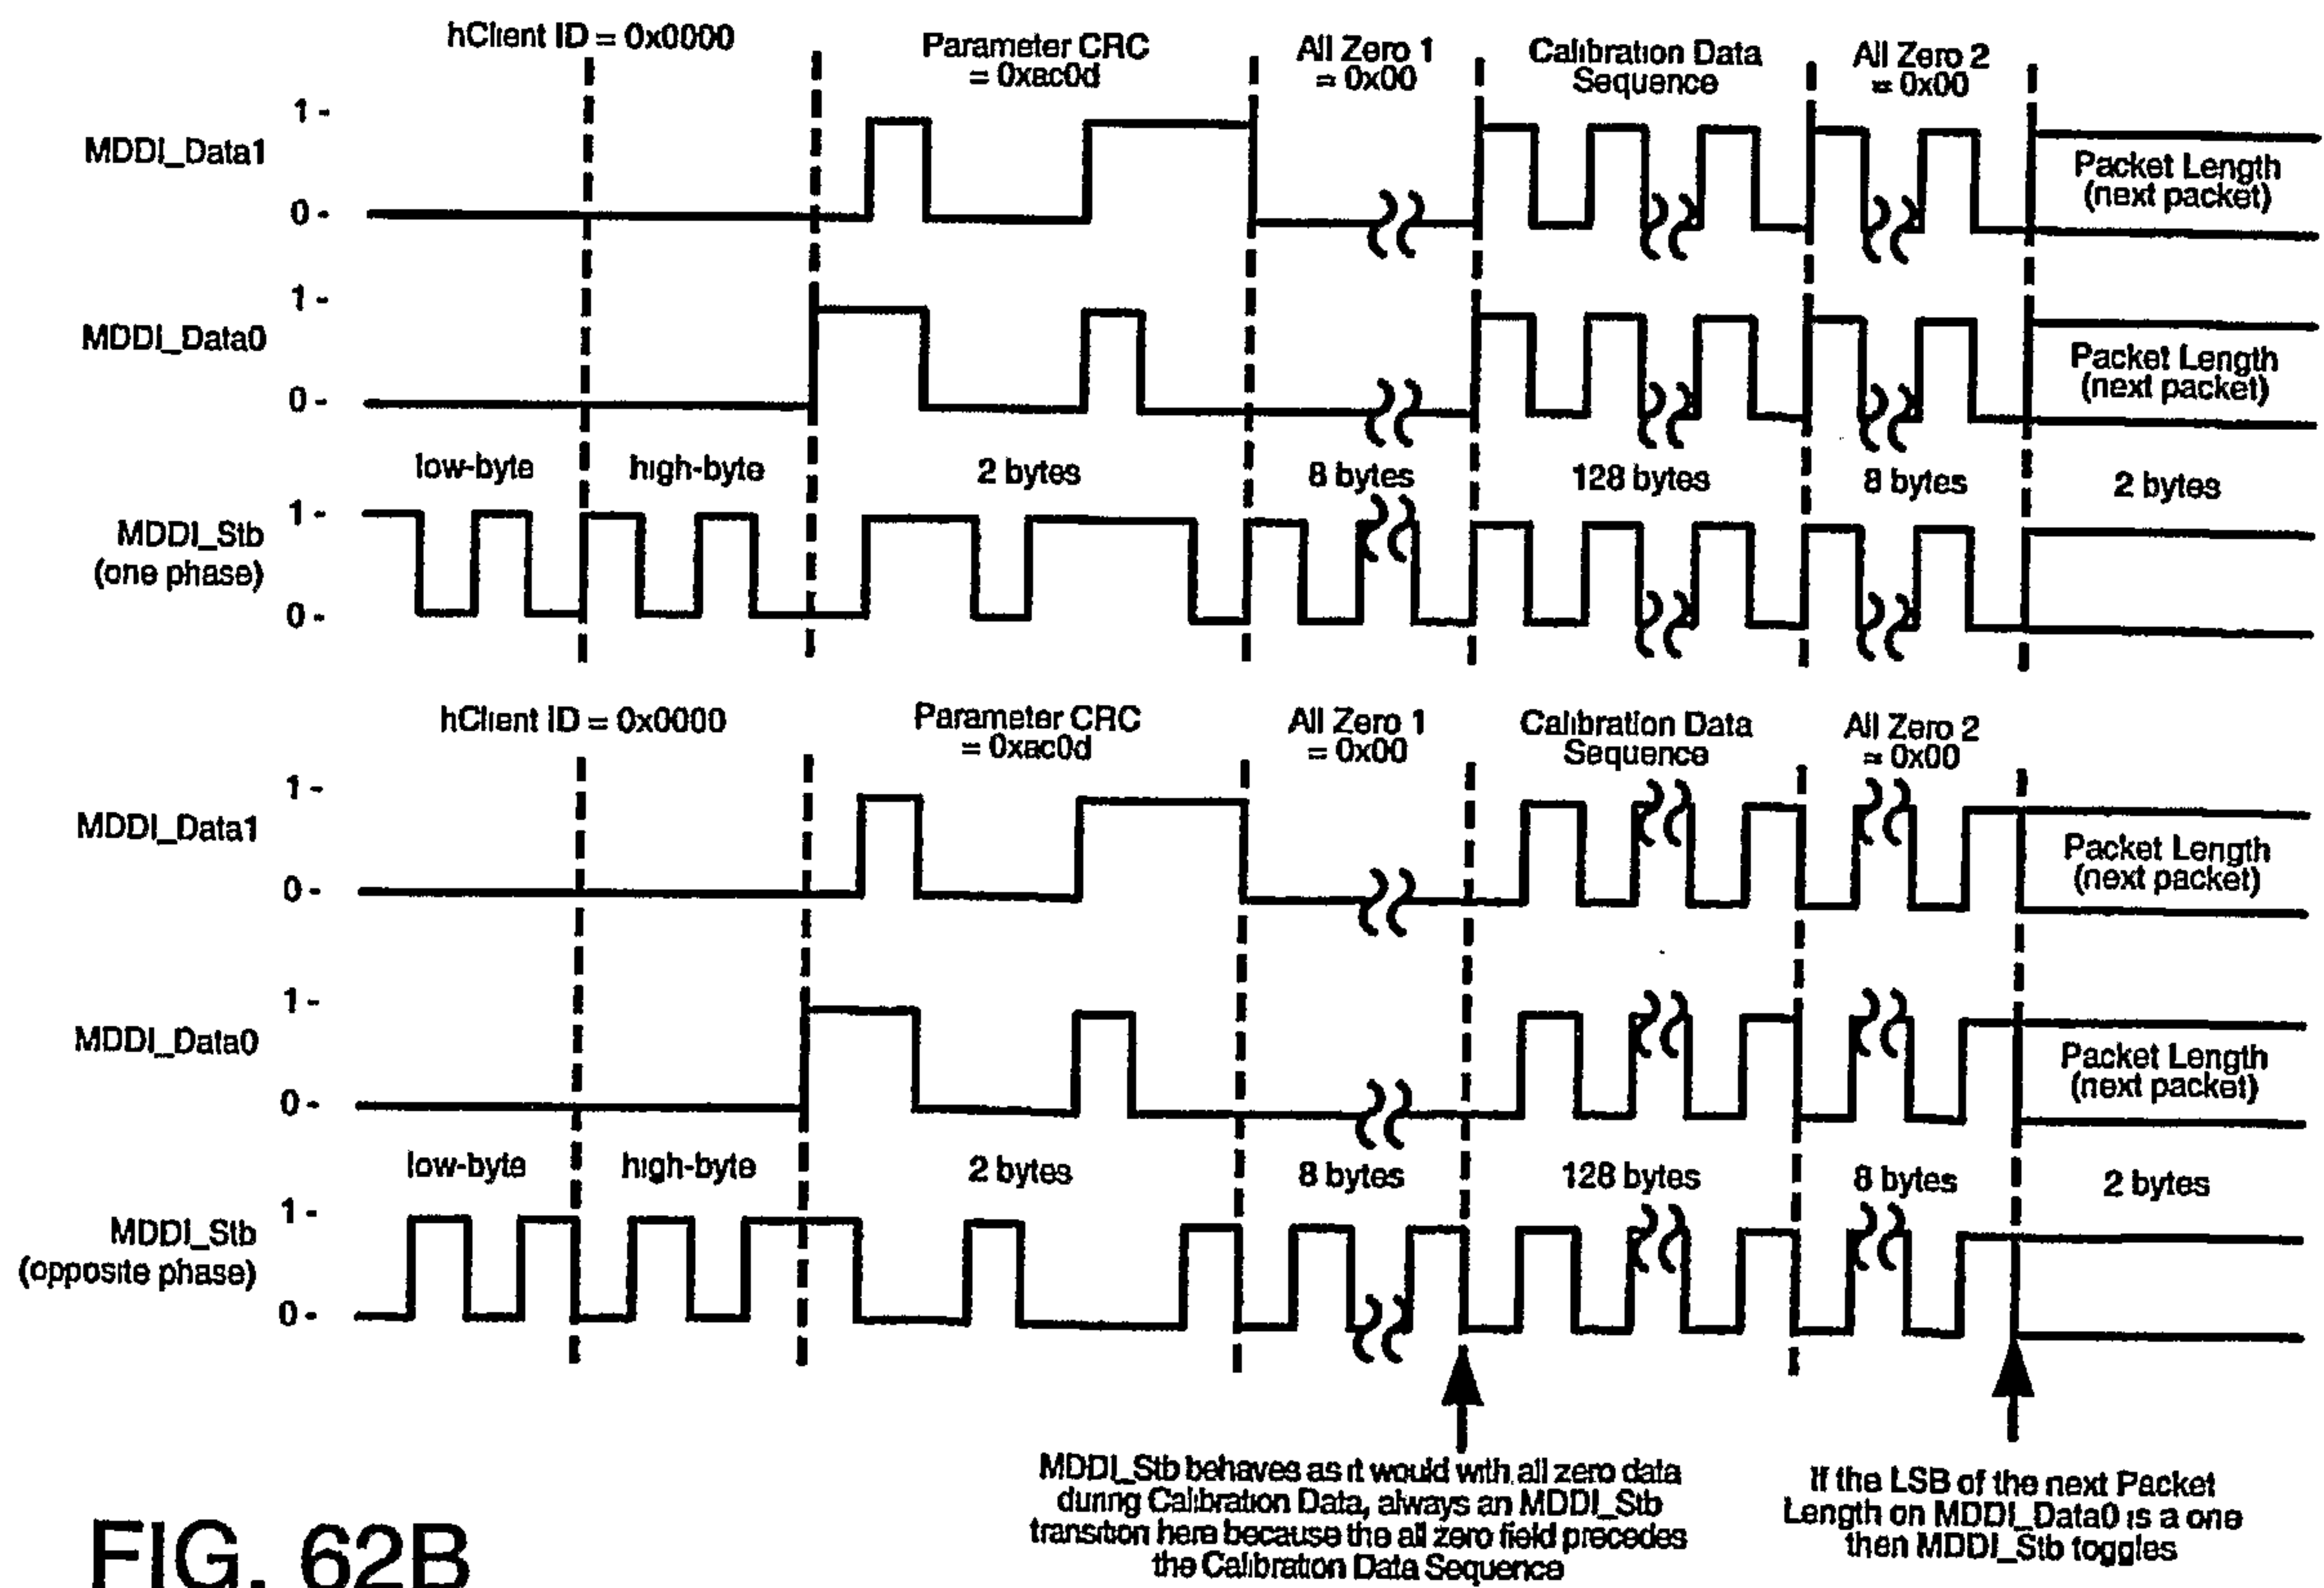 hClient ID = 0x0000
Parameter CRC
= 0xac0d
All Zero 1
= 0x00
Calibration Data
Sequence
All Zero 2
= 0x00
1 -
MDDI_Data1
0 -
Packet Length
(next packet)
1 -
MDDI_Data0
0 -
Packet Length
(next packet)
low-byte
high-byte
2 bytes
8 bytes
128 bytes
8 bytes
2 bytes
1 -
MDDI_Stb
(one phase)
0 -
hClient ID = 0x0000
Parameter CRC
= 0xac0d
All Zero 1
= 0x00
Calibration Data
Sequence
All Zero 2
= 0x00
1 -
MDDI_Data1
0 -
Packet Length
(next packet)
1 -
MDDI_Data0
0 -
Packet Length
(next packet)
low-byte
high-byte
2 bytes
8 bytes
128 bytes
8 bytes
2 bytes
1 -
MDDI_Stb
(opposite phase)
0 -
MDDI_Stb behaves as it would with all zero data
during Calibration Data, always an MDDI_Stb
transition here because the all zero field precedes
the Calibration Data Sequence
If the LSB of the next Packet
Length on MDDI_Data0 is a one
then MDDI_Stb toggles
FIG. 62B